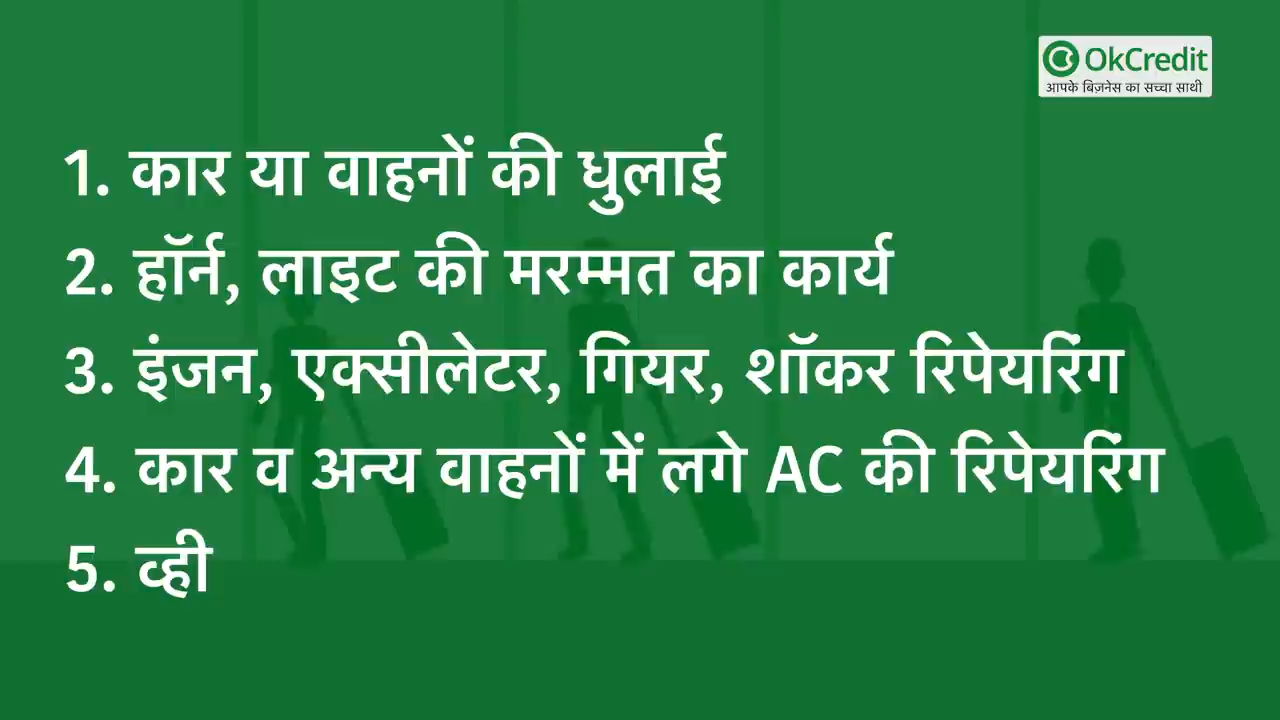 OkCredit
आपके बिज़नेस का सच्चा साथी
1. कार या वाहनों की धुलाई
2. हॉर्न, लाइट की मरम्मत का कार्य
3. इंजन, एक्सीलेटर, गियर, शॉकर रिपेयरिंग
4. कार व अन्य वाहनों में लगे AC की रिपेयरिंग
5. व्ही